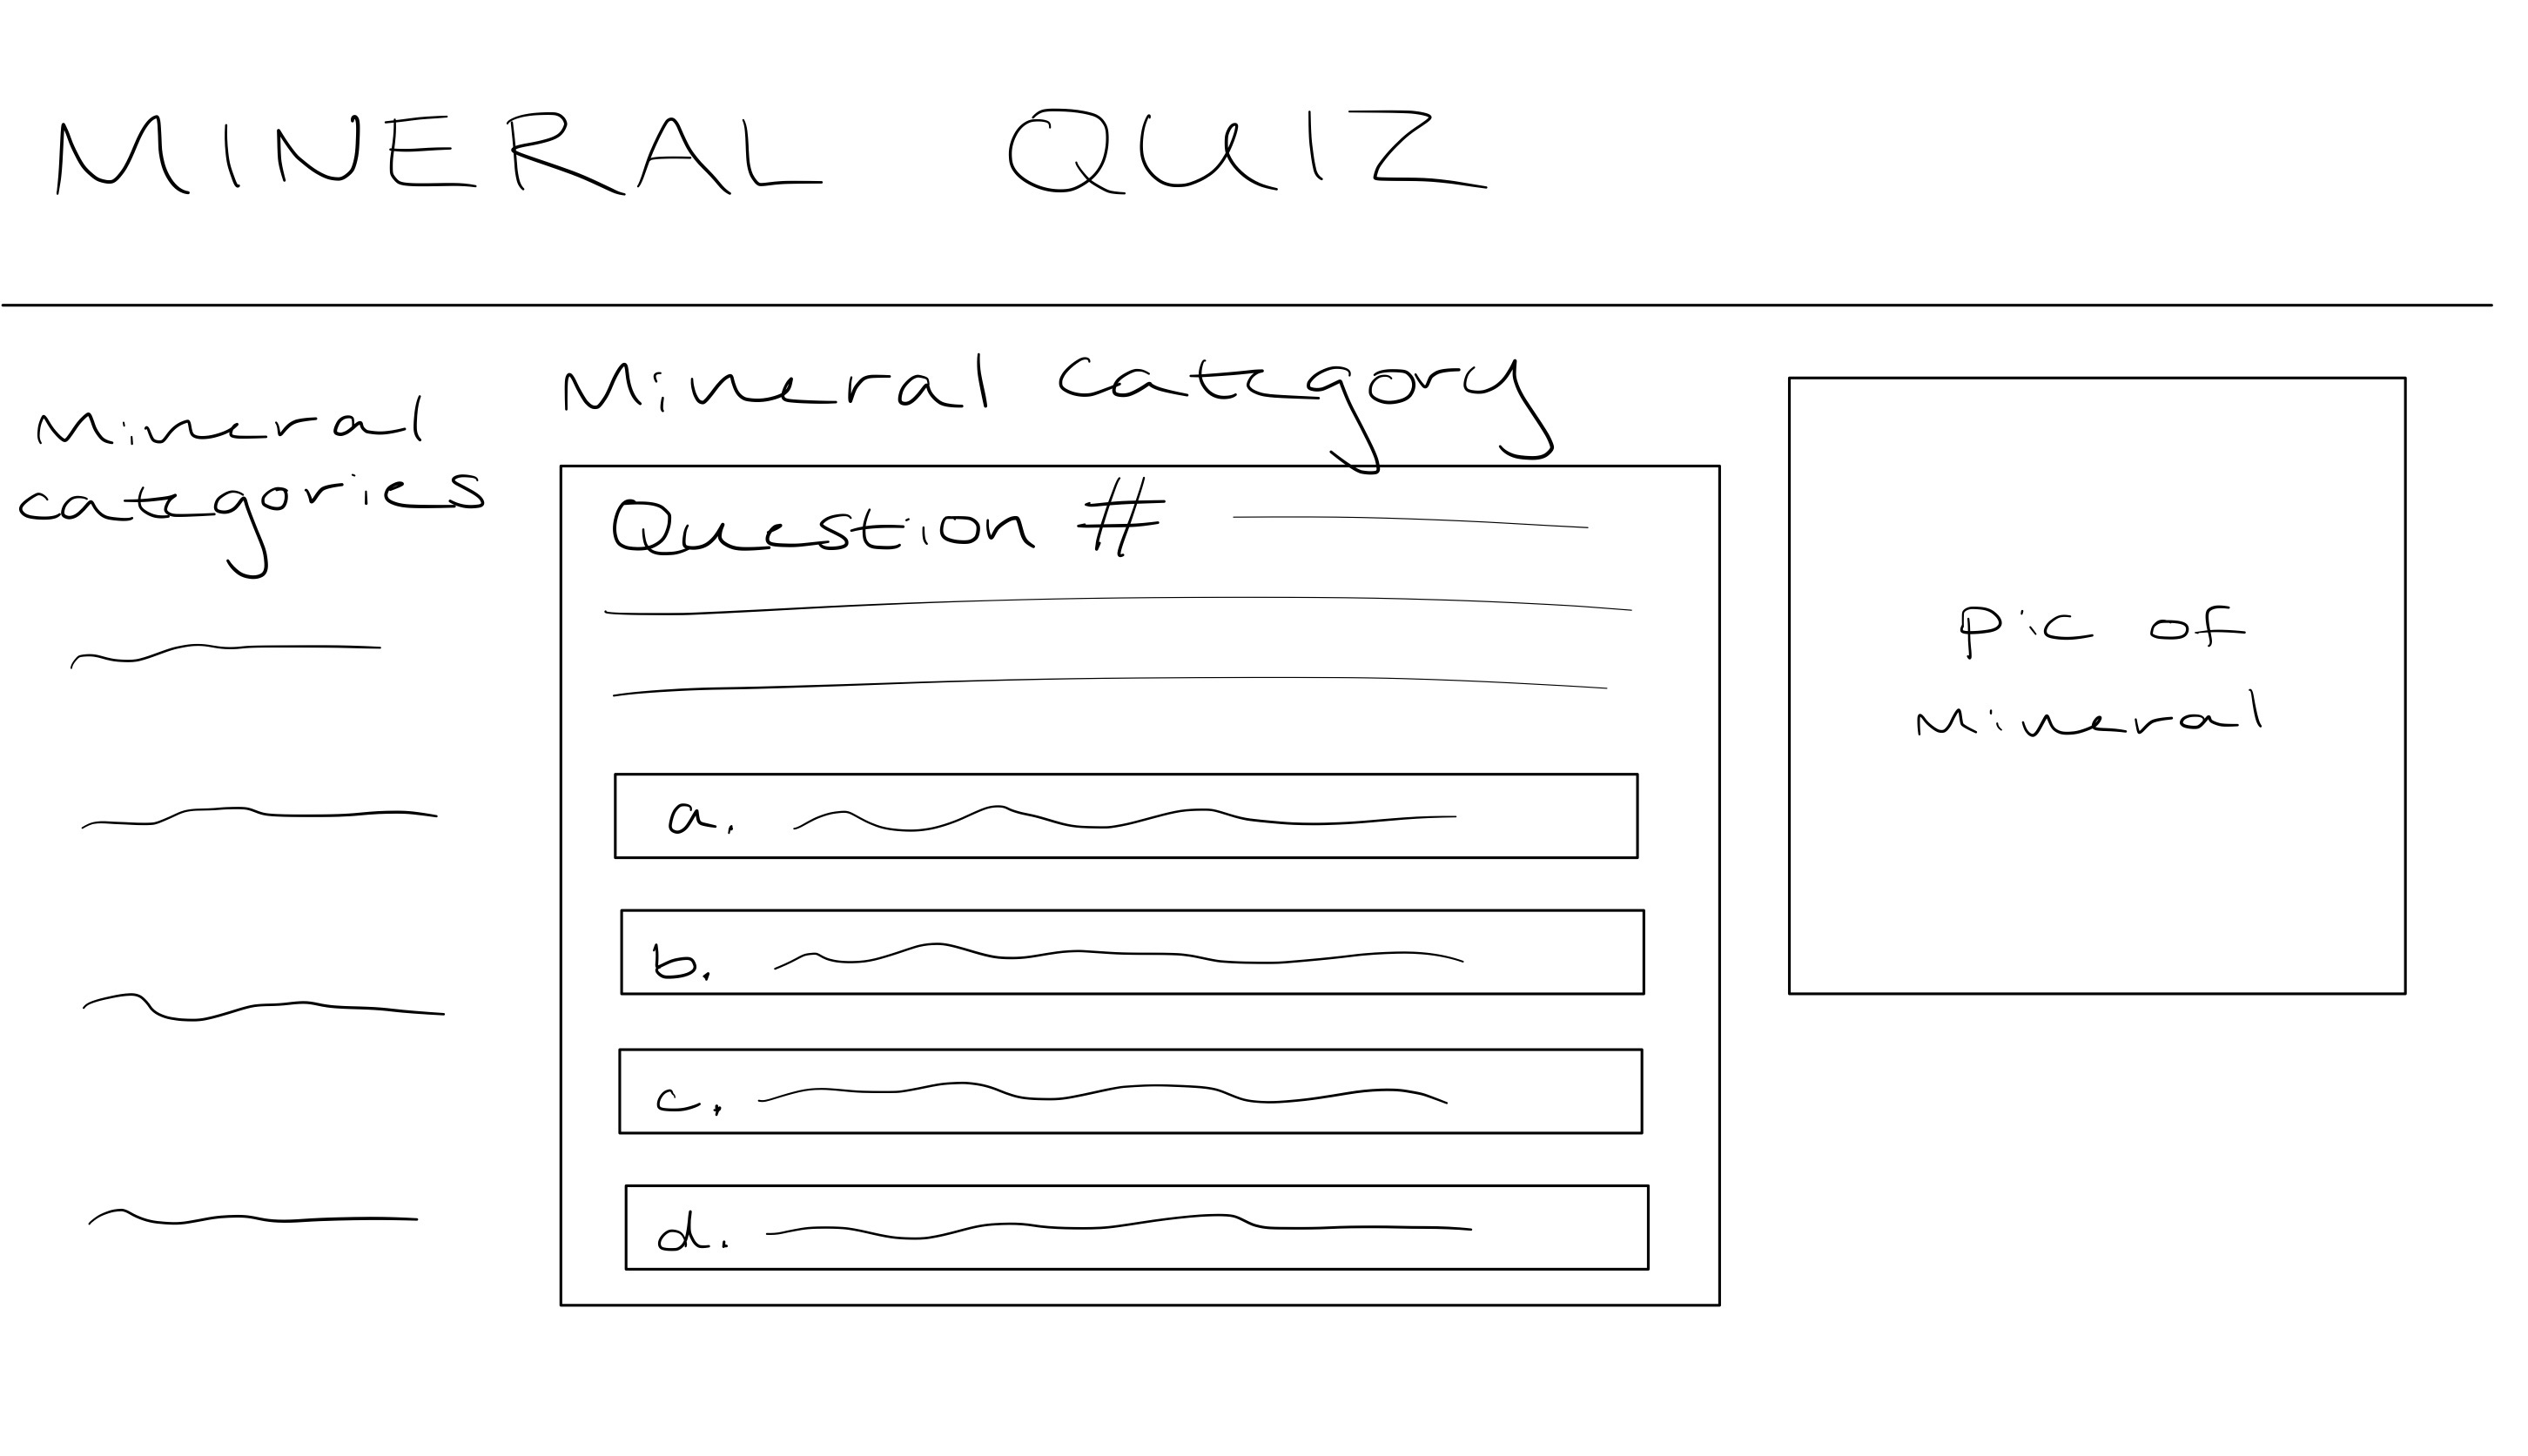 MINERAL QUIZ
Mineral
categories
Mineral category
Question #
a.
b.
c.
d.
pic of
mineral